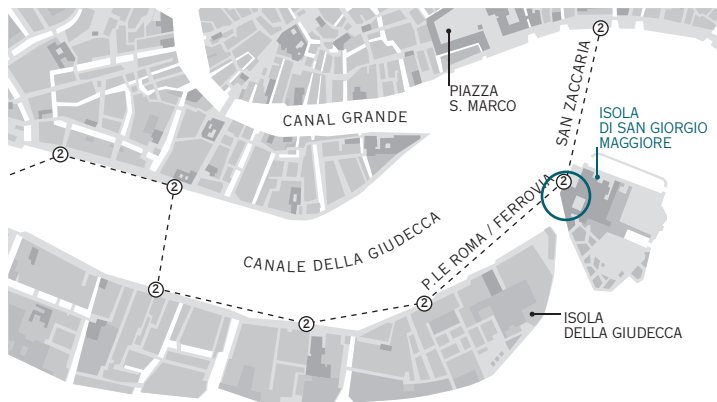 2
PIAZZA
S. MARCO
SAN ZACCARIA
CANAL GRANDE
ISOLA
DI SAN GIORGIO
MAGGIORE
2
2
2
P.LE ROMA / FERROVIA
CANALE DELLA GIUDECCA
2
2
2
ISOLA
DELLA GIUDECCA